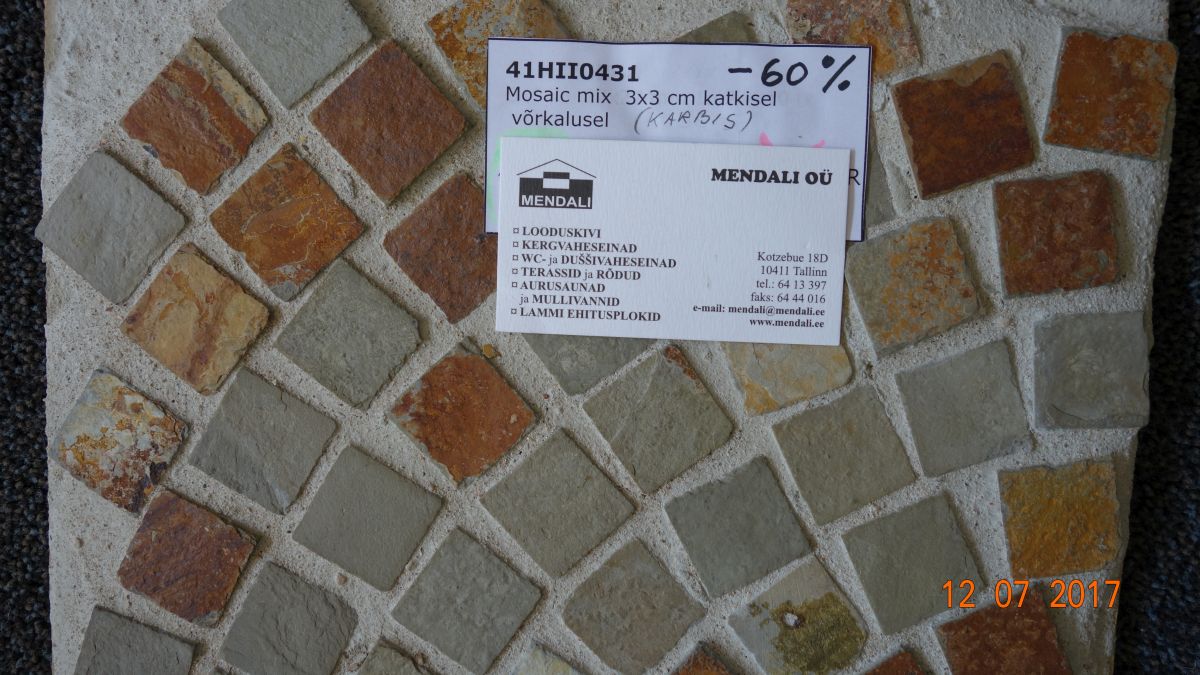 41HII0431 -60%
Mosaic mix 3x3 cm katkisel
võrkalusel (KARBIS)
R
MENDALI
MENDALI OÜ
¤ LOODUSKIVI
¤ KERGVAHESEINAD
¤ WC- ja DUŠŠIVAHESEINAD
¤ TERASSID ja RÕDUD
¤ AURUSAUNAD
ja MULLIVANNID
¤ LAMMI EHITUSPLOKID
Kotzebue 18D
10411 Tallinn
tel.: 64 13 397
faks: 64 44 016
e-mail: mendali@mendali.ee
www.mendali.ee
12 07 2017